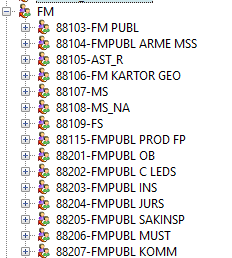 FM
88103-FM PUBL
88104-FMPUBL ARME MSS
88105-AST_R
88106-FM KARTOR GEO
88107-MS
88108-MS_NA
88109-FS
88115-FMPUBL PROD FP
88201-FMPUBL OB
88202-FMPUBL C LEDS
88203-FMPUBL INS
88204-FMPUBL JURS
88205-FMPUBL SAKINSP
88206-FMPUBL MUST
88207-FMPUBL KOMM